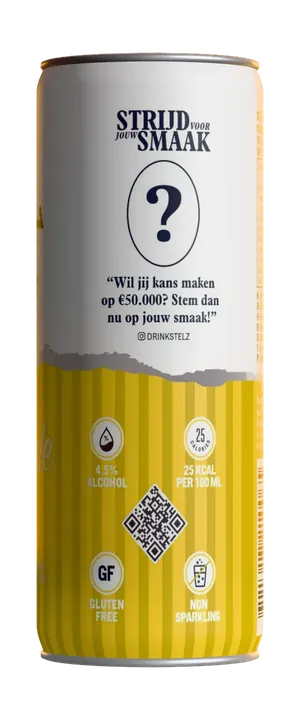 STRIJD VOOR
JOUW SMAAK
?
“Wil jij kans maken
op €50.000? Stem dan
nu op jouw smaak!”
DRINKSTELZ
%
4.5%
ALCOHOL
25
CALORIES
25 KCAL
PER 100 ML
GF
GLUTEN
FREE
NON
SPARKLING